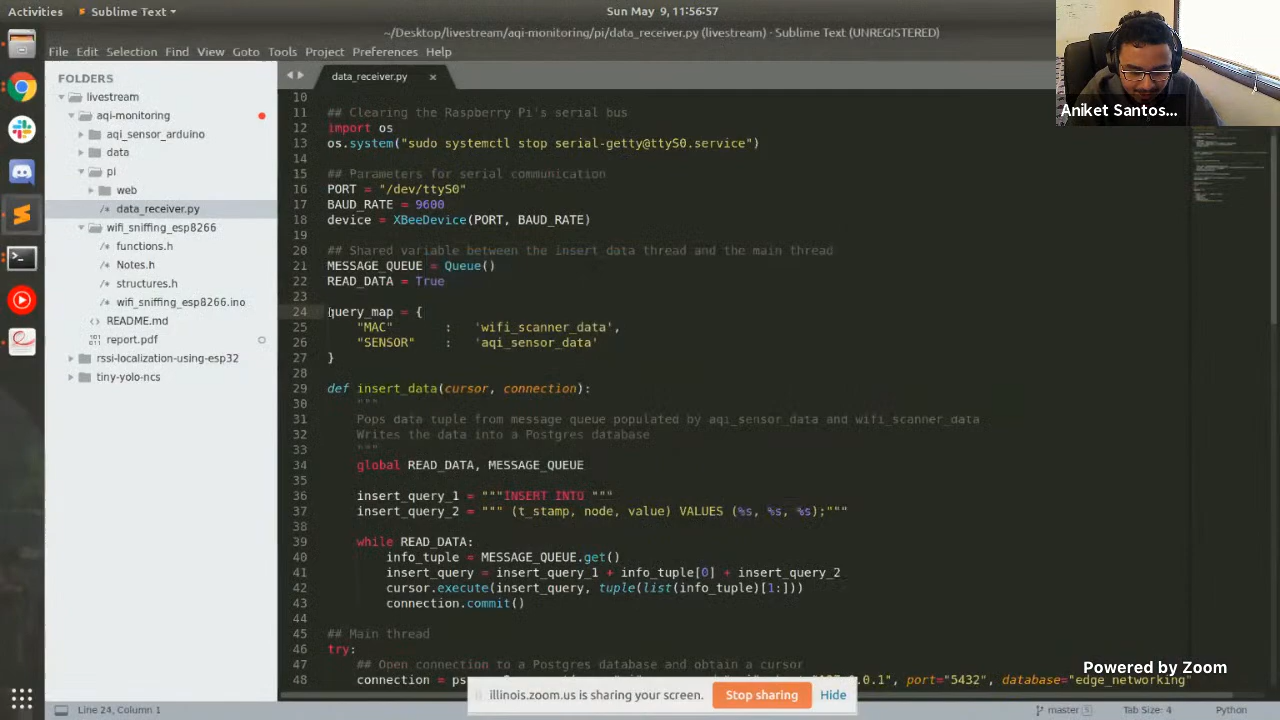 Activities
Sublime Text
Sun May 9, 11:56:57
~/Desktop/livestream/aqi-monitoring/pi/data_receiver.py (livestream) - Sublime Text (UNREGISTERED)
File Edit Selection Find View Goto Tools Project Preferences Help
Aniket Santos...
FOLDERS
livestream
aqi-monitoring
aqi_sensor_arduino
data
pi
web
data_receiver.py
wifi_sniffing_esp8266
functions.h
Notes.h
structures.h
wifi_sniffing_esp8266.ino
README.md
report.pdf
rssi-localization-using-esp32
tiny-yolo-ncs
data_receiver.py
10
11 ## Clearing the Raspberry Pi's serial bus
12 import os
13 os.system("sudo systemctl stop serial-getty@ttyS0.service")
14
15 ## Parameters for serial communication
16 PORT = "/dev/ttyS0"
17 BAUD_RATE = 9600
18 device = XBeeDevice(PORT, BAUD_RATE)
19
20 ## Shared variable between the insert_data thread and the main thread
21 MESSAGE_QUEUE = Queue()
22 READ_DATA = True
23
24 query_map = {
25 "MAC" : 'wifi_scanner_data',
26 "SENSOR" : 'aqi_sensor_data'
27 }
28
29 def insert_data(cursor, connection):
30 """
31 Pops data tuple from message queue populated by aqi_sensor_data and wifi_scanner_data
32 Writes the data into a Postgres database
33 """
34 global READ_DATA, MESSAGE_QUEUE
35
36 insert_query_1 = """INSERT INTO """
37 insert_query_2 = """ (t_stamp, node, value) VALUES (%s, %s, %s);"""
38
39 while READ_DATA:
40 info_tuple = MESSAGE_QUEUE.get()
41 insert_query = insert_query_1 + info_tuple[0] + insert_query_2
42 cursor.execute(insert_query, tuple(list(info_tuple)[1:]))
43 connection.commit()
44
45 ## Main thread
46 try:
47 ## Open connection to a Postgres database and obtain a cursor
48 connection = .0.1", port="5432", database="edge_networking"
Powered by Zoom
illinois.zoom.us is sharing your screen.
Stop sharing
Hide
Line 24, Column 1
master
Tab Size: 4
Python